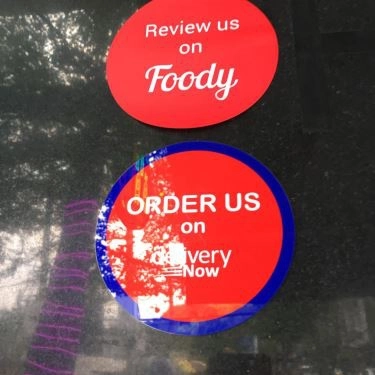 Review us
on
Foody
ORDER US
on
delivery
Now